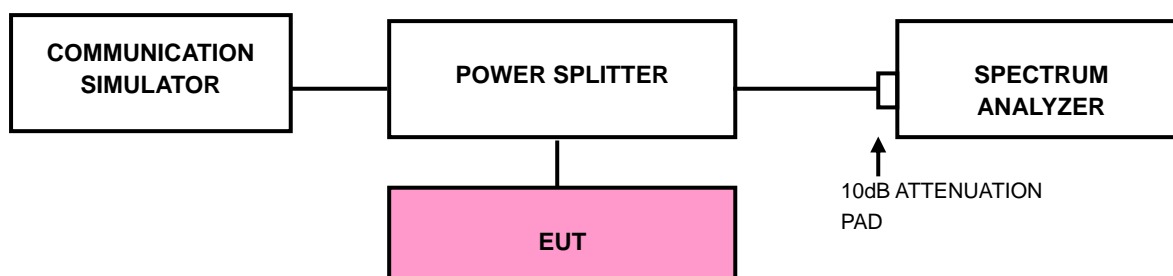 COMMUNICATION
SIMULATOR
POWER SPLITTER
SPECTRUM
ANALYZER
10dB ATTENUATION
PAD
EUT